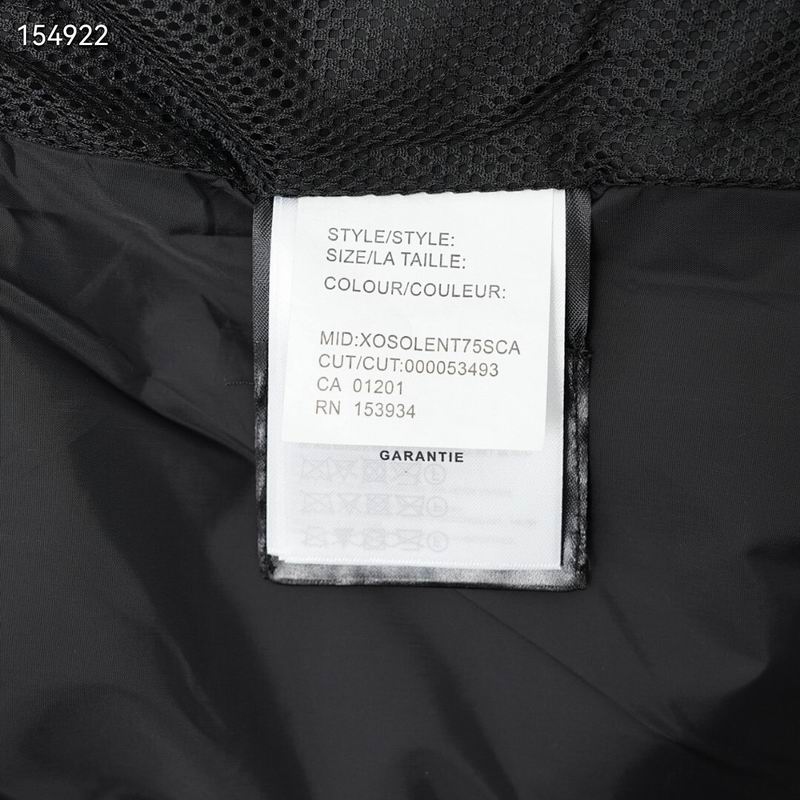 154922
STYLE/STYLE:
SIZE/LA TAILLE:
COLOUR/COULEUR:
MID:XOSOLENT75SCA
CUT/CUT:000053493
CA 01201
RN 153934
GARANTIE